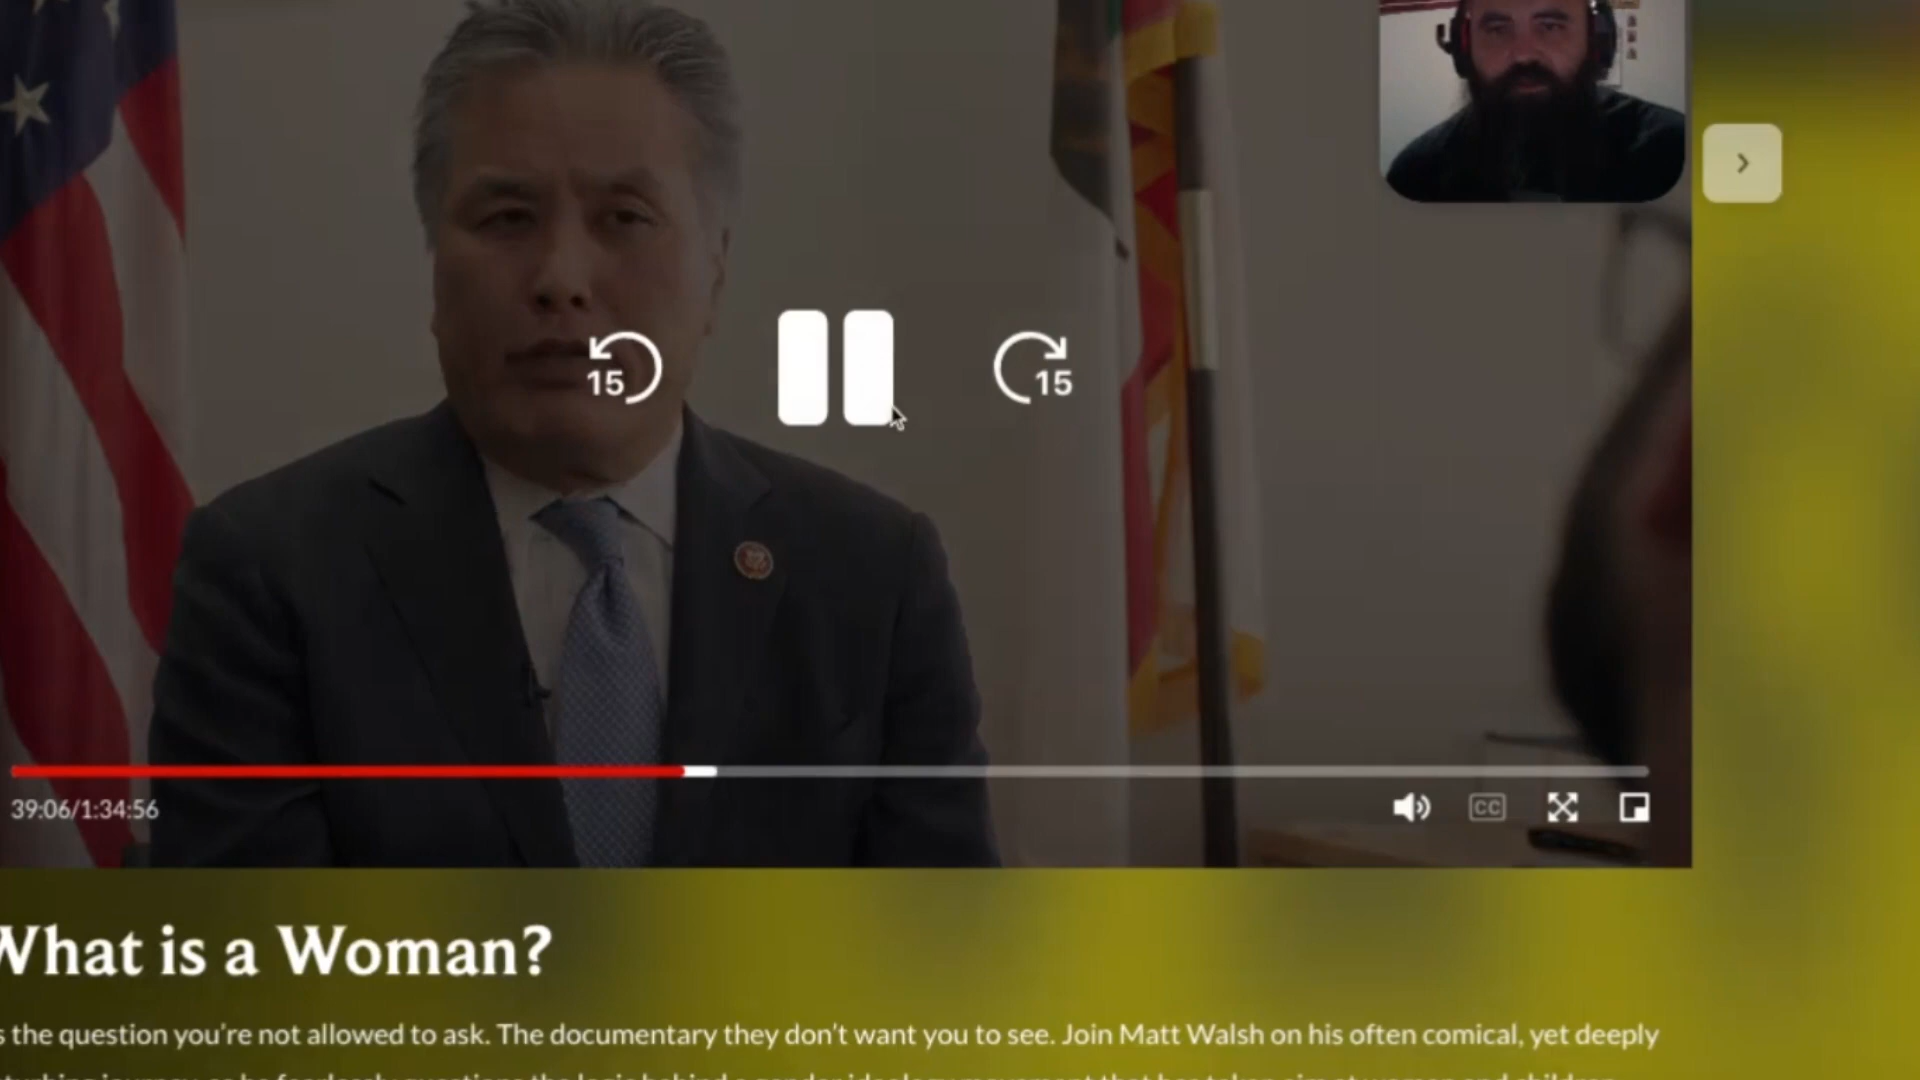 15
15
39:06/1:34:56
CC
What is a Woman?
s the question you're not allowed to ask. The documentary they don't want you to see. Join Matt Walsh on his often comical, yet deeply